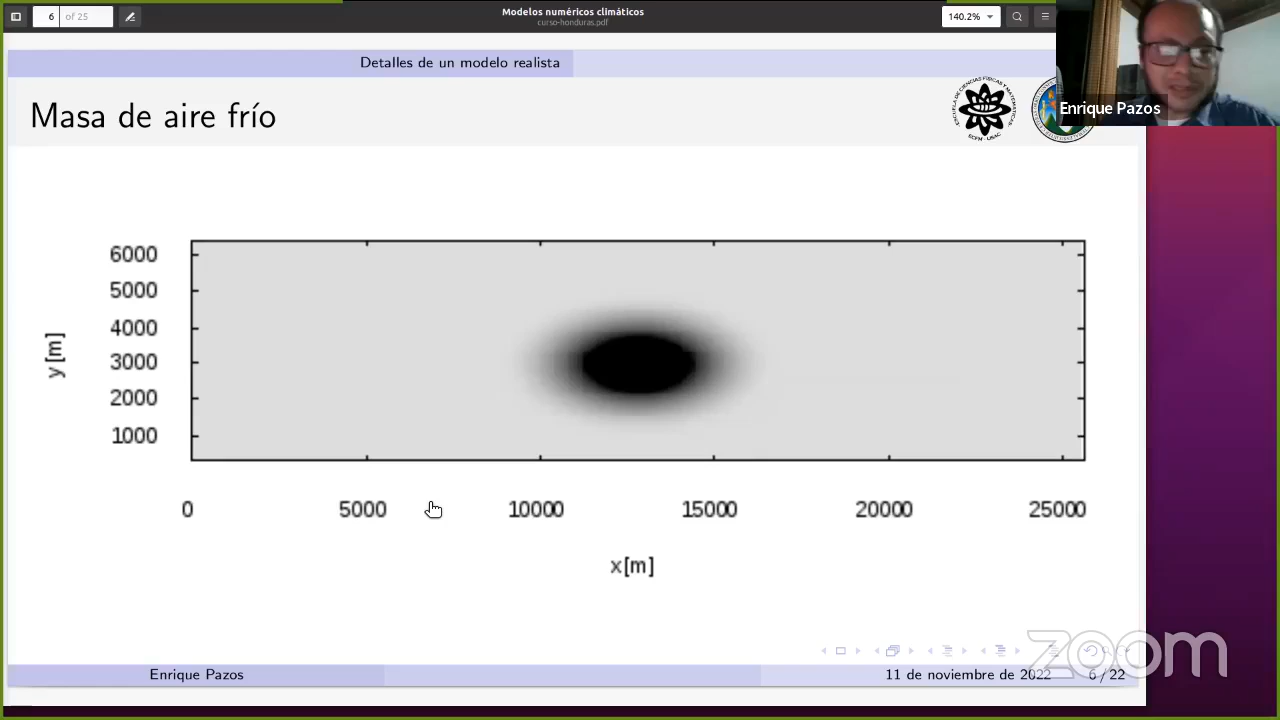 6 of 25
Modelos numéricos climáticos
curso-honduras.pdf
140.2%
Detalles de un modelo realista
Masa de aire frío
ECFM - USAC
Enrique Pazos
6000
5000
4000
3000
2000
1000
y[m]
0 5000 10000 15000 20000 25000
x[m]
zoom
Enrique Pazos 11 de noviembre de 2022 6 / 22